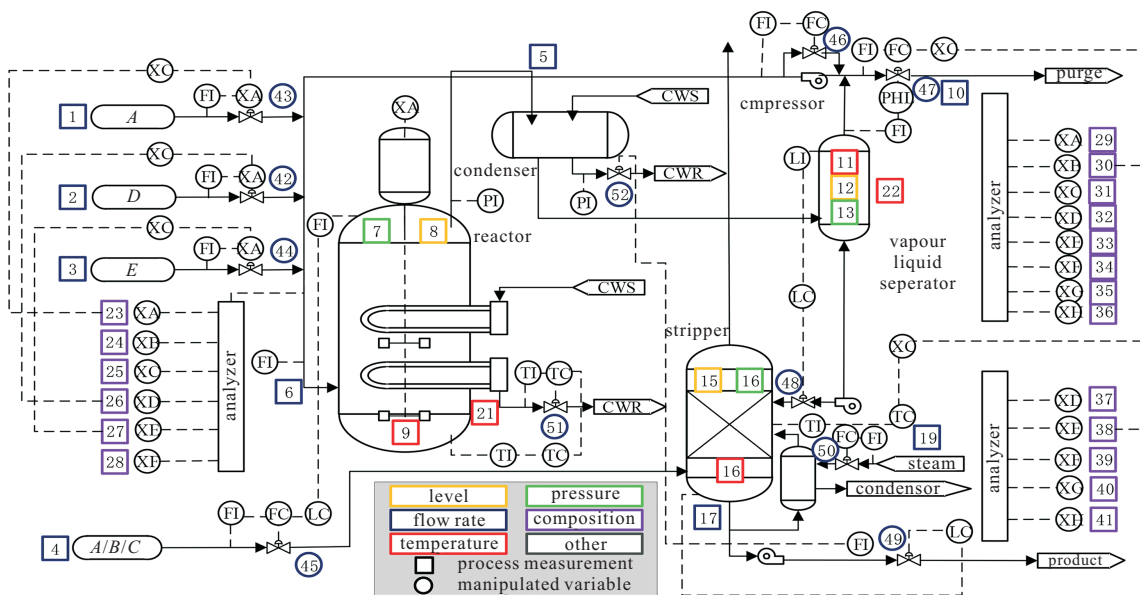 5
FI
FC
46
FI
FC
XC
purge
47
10
cmpressor
PHL
FI
XC
FI
XA
43
1
A
XC
FI
XA
42
2
D
XC
FI
XA
44
3
E
XA
CWS
condenser
CWR
PI
52
PI
FI
7
8
reactor
CWS
LI
11
12
13
22
vapour
liquid
seperator
LC
stripper
analyzer
XA
29
30
XC
31
XD
32
XE
33
34
XG
35
XH
36
23
XA
24
25
XC
26
XD
27
XE
28
XF
analyzer
FI
6
9
21
TI
TC
51
CWR
TI
TC
15
16
48
XC
TC
TI
19
50
FC
FI
steam
condensor
16
17
analyzer
XD
37
38
39
40
XH
41
FI
FC
LC
4
A/B/C
45
level
pressure
flow rate
composition
temperature
other
process measurement
manipulated variable
FI
49
LC
product